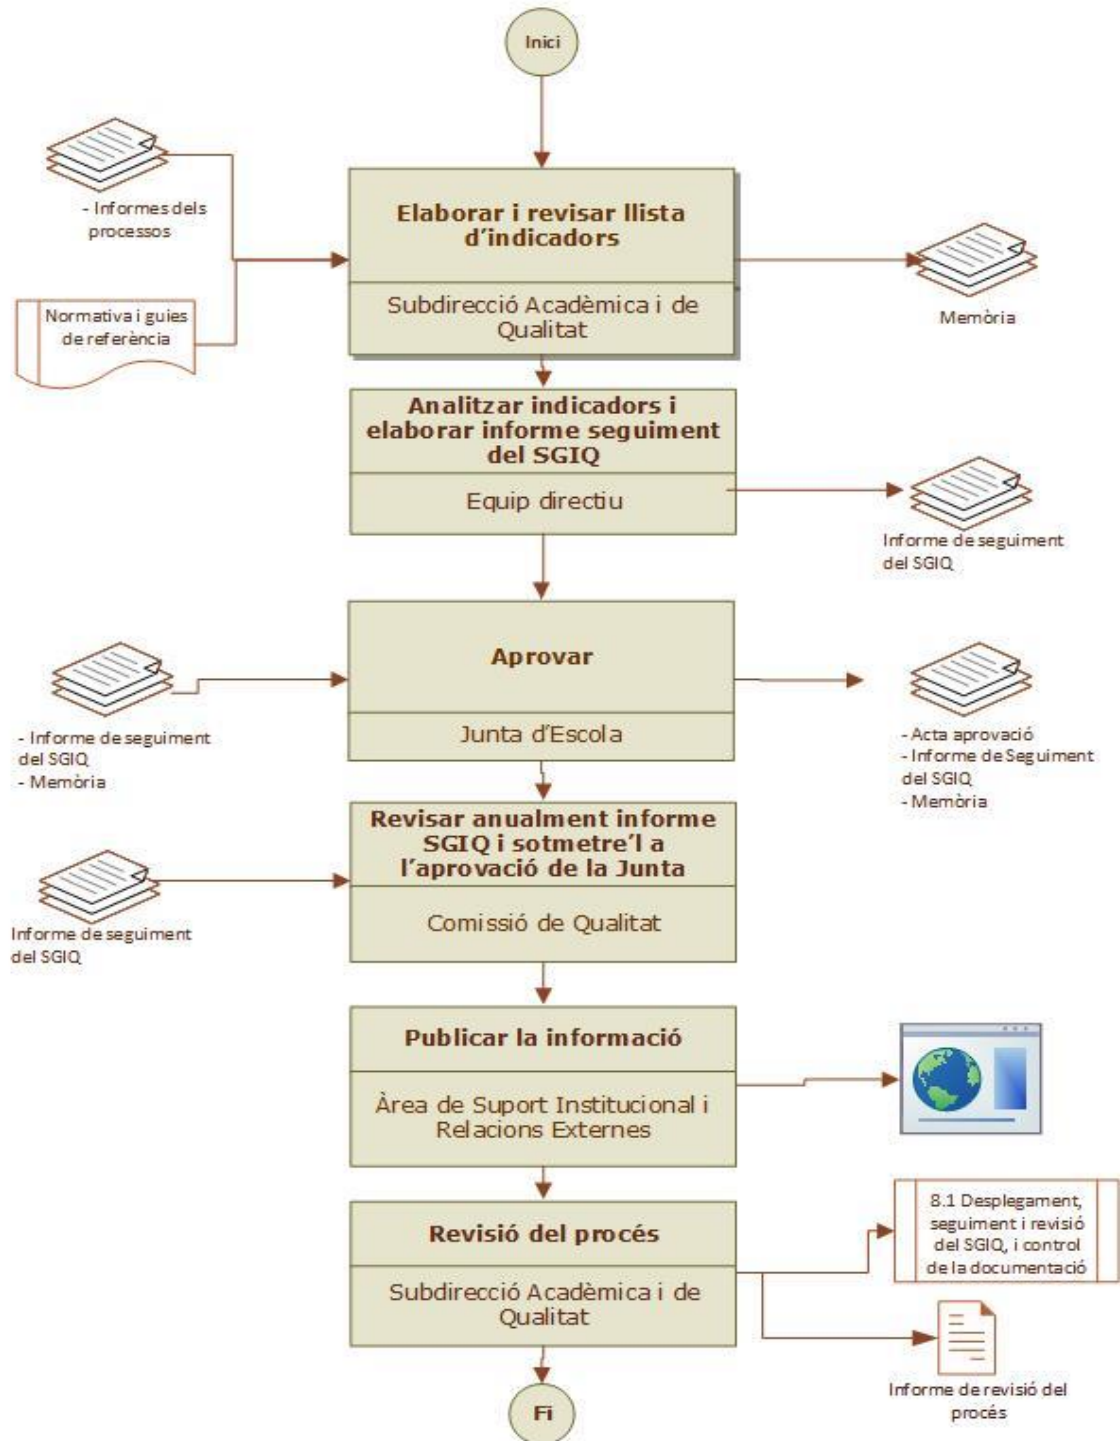 Inici
- Informes dels
processos
Normativa i guies
de referència
Elaborar i revisar llista
d´indicadors
Subdirecció Acadèmica i de
Qualitat
Memòria
Analitzar indicadors i
elaborar informe seguiment
del SGIQ
Equip directiu
Informe de seguiment
del SGIQ
- Informe de seguiment
del SGIQ
- Memòria
Aprovar
Junta d´Escola
- Acta aprovació
- Informe de Seguiment
del SGIQ
- Memòria
Informe de seguiment
del SGIQ
Revisar anualment informe
SGIQ i sotmetre´l a
l´aprovació de la Junta
Comissió de Qualitat
Publicar la informació
Àrea de Suport Institucional i
Relacions Externes
Revisió del procés
Subdirecció Acadèmica i de
Qualitat
8.1 Desplegament,
seguiment i revisió
del SGIQ, i control
de la documentació
Informe de revisió del
procés
Fi